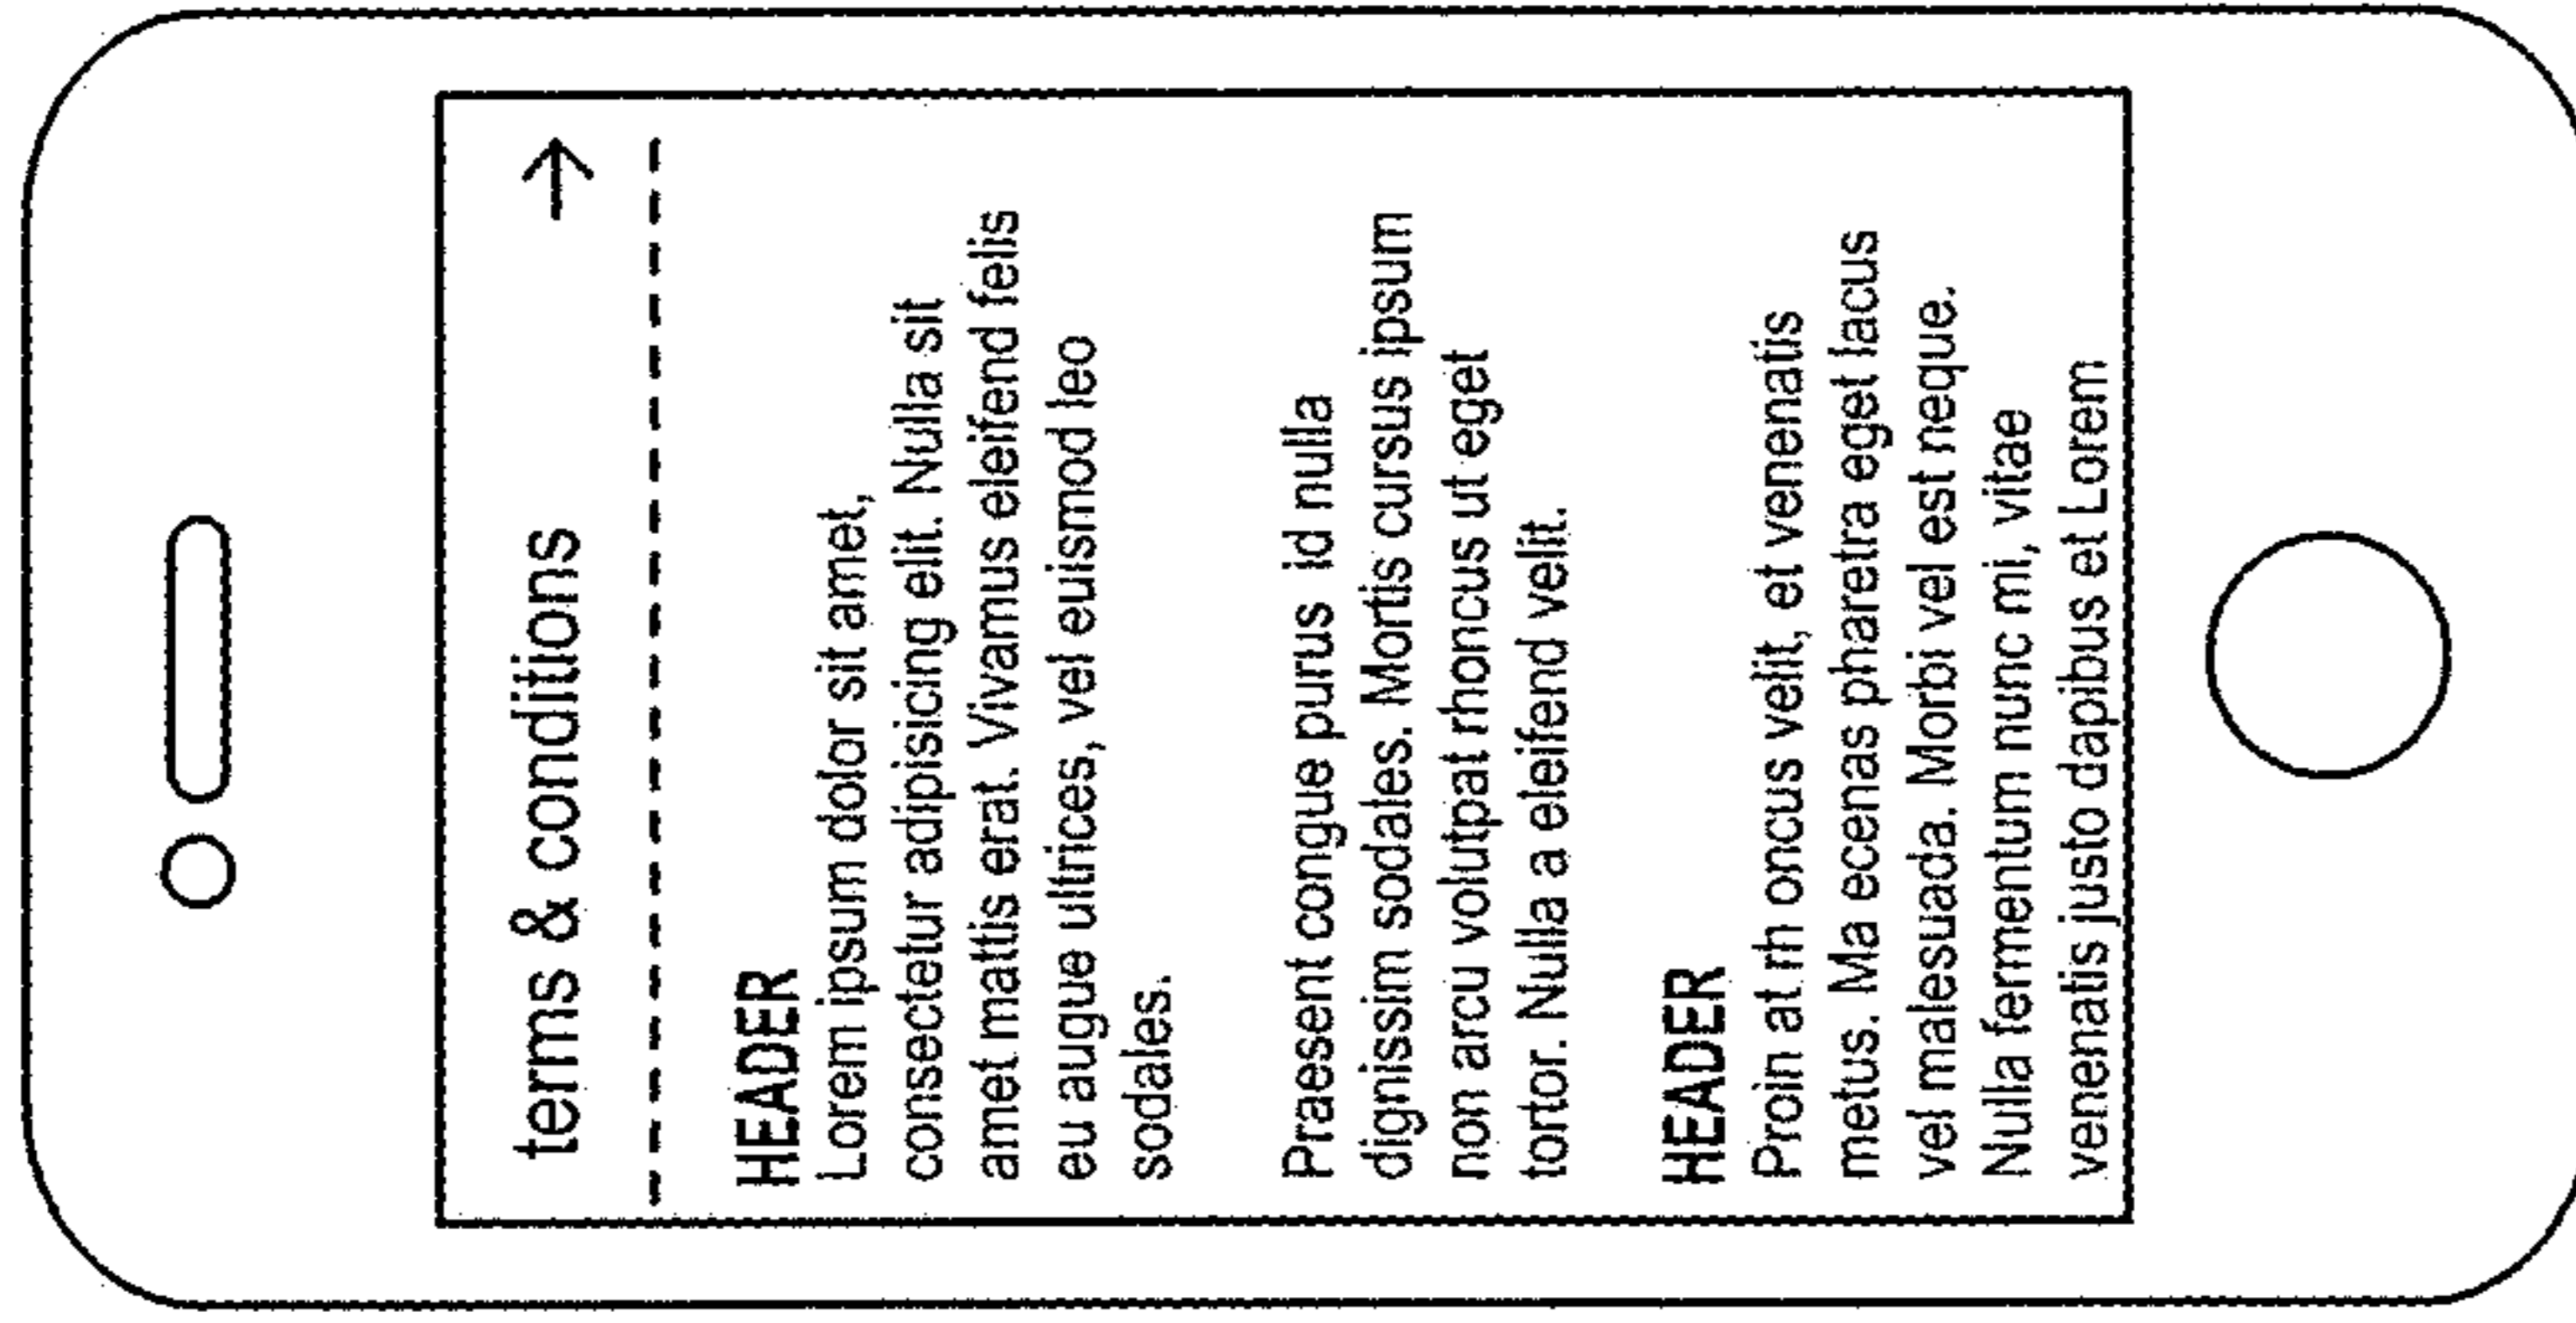 terms & conditions →
HEADER
Lorem ipsum dolor sit amet,
consectetur adipisicing elit. Nulla sit
amet mattis erat. Vivamus eleifend felis
eu augue ultrices, vel euismod leo
sodales.
Praesent congue purus id nulla
dignissim sodales. Mortis cursus ipsum
non arcu volutpat rhoncus ut eget
tortor. Nulla a eleifend velit.
HEADER
Proin at rh oncus velit, et venenatis
metus. Ma ecenas pharetra eget lacus
vel malesuada. Morbi vel est neque.
Nulla fermentum nunc mi, vitae
venenatis justo dapibus et Lorem